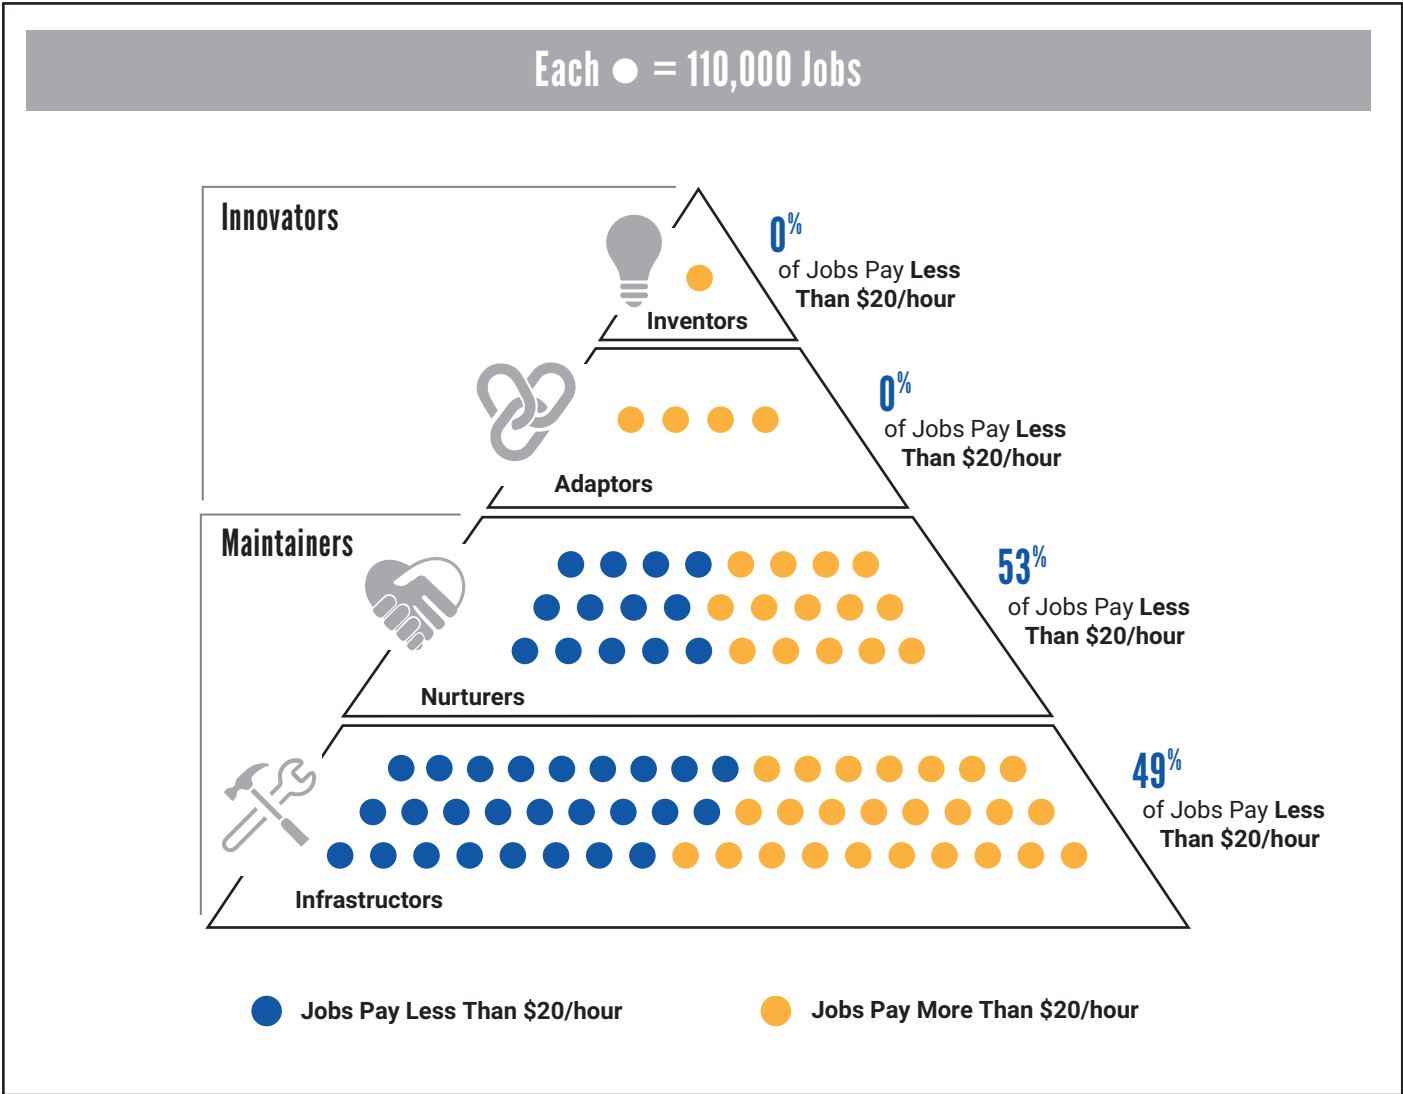 Each = 110,000 Jobs
Innovators
0%
of Jobs Pay Less
Than $20/hour
Inventors
0%
of Jobs Pay Less
Than $20/hour
Adaptors
Maintainers
53%
of Jobs Pay Less
Than $20/hour
Nurturers
49%
of Jobs Pay Less
Than $20/hour
Infrastructors
Jobs Pay Less Than $20/hour
Jobs Pay More Than $20/hour